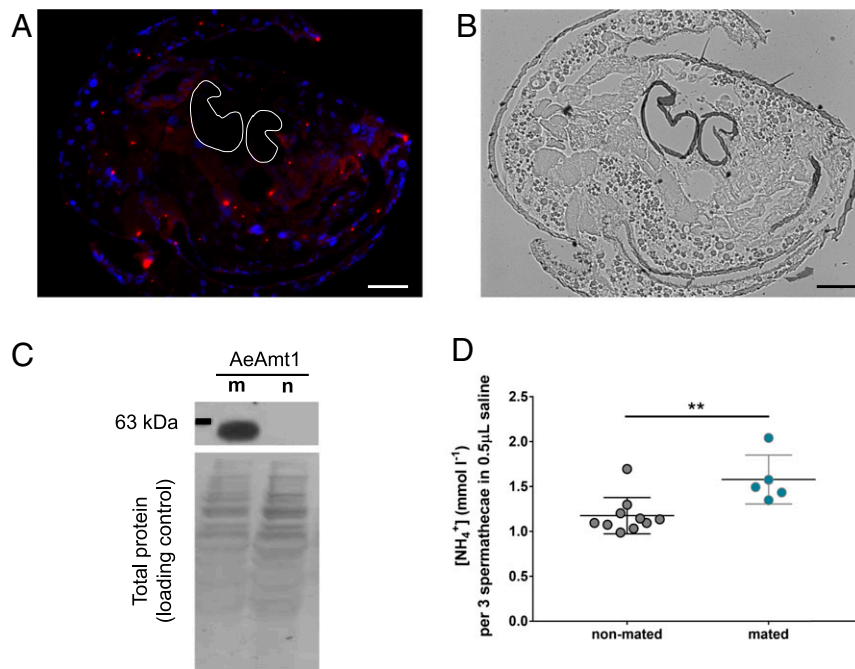 A
B
C
AeAmt1
m n
63 kDa
Total protein
(loading control)
D
**
[NH₄⁺] (mmol l⁻¹)
per 3 spermathecae in 0.5µL saline
2.5
2.0
1.5
1.0
0.5
0.0
non-mated mated